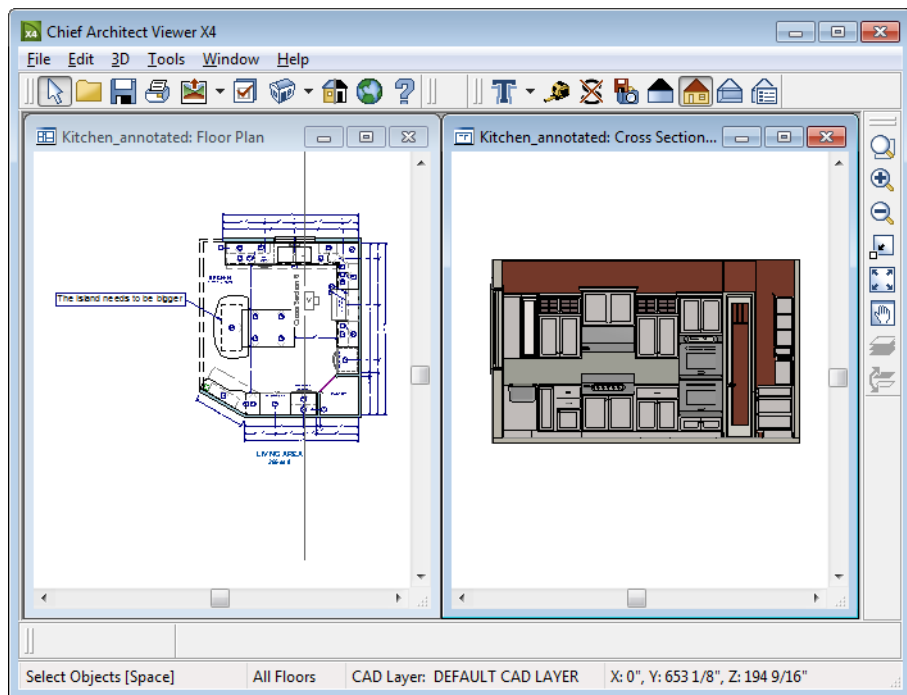 X4 Chief Architect Viewer X4
File Edit 3D Tools Window Help
Kitchen_annotated: Floor Plan
Kitchen_annotated: Cross Section...
The Island needs to be bigger
Cross Section 6
LIVING AREA
Select Objects [Space] All Floors CAD Layer: DEFAULT CAD LAYER X: 0", Y: 653 1/8", Z: 194 9/16"